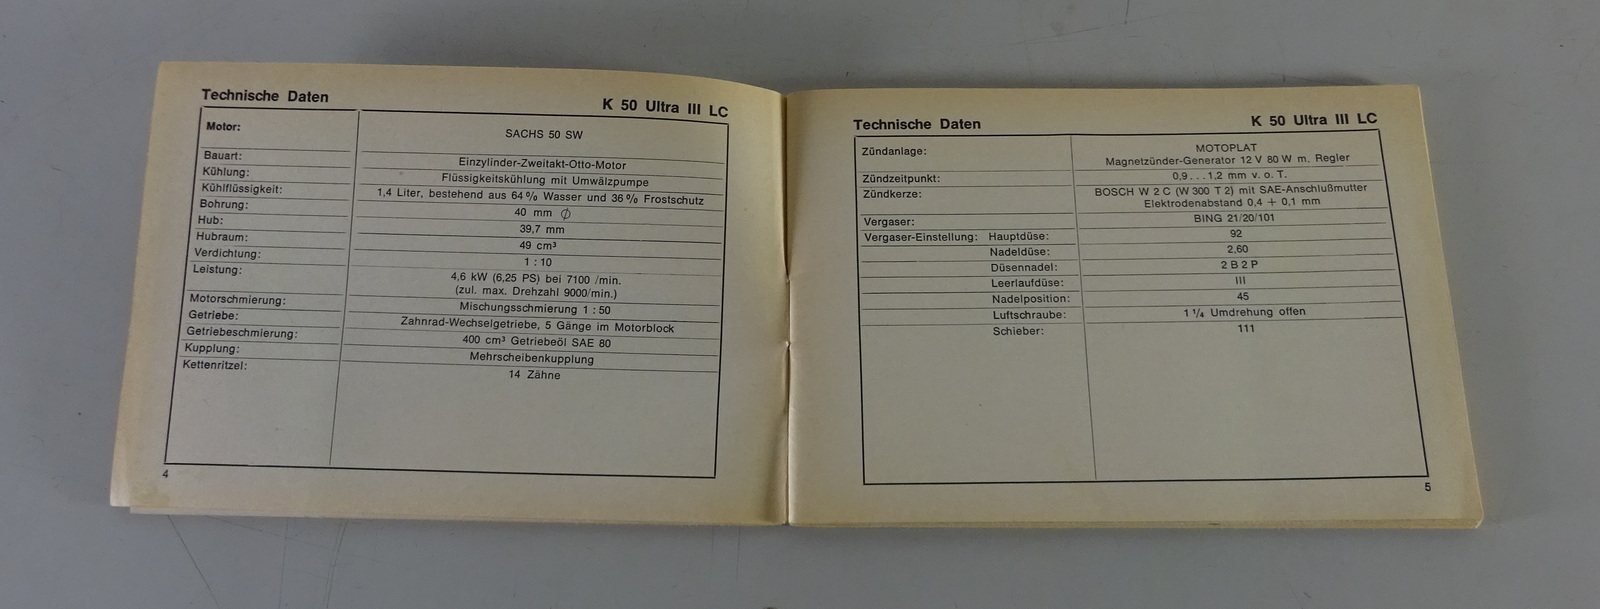 Technische Daten K 50 Ultra III LC
Motor: SACHS 50 SW
Bauart: Einzylinder-Zweitakt-Otto-Motor
Kühlung: Flüssigkeitskühlung mit Umwälzpumpe
Kühlflüssigkeit: 1,4 Liter, bestehend aus 64 % Wasser und 36 % Frostschutz
Bohrung: 40 mm ∅
Hub: 39,7 mm
Hubraum: 49 cm³
Verdichtung: 1 : 10
Leistung: 4,6 kW (6,25 PS) bei 7100 /min.
(zul. max. Drehzahl 9000/min.)
Motorschmierung: Mischungsschmierung 1 : 50
Getriebe: Zahnrad-Wechselgetriebe, 5 Gänge im Motorblock
Getriebeschmierung: 400 cm³ Getriebeöl SAE 80
Kupplung: Mehrscheibenkupplung
Kettenritzel: 14 Zähne
4
Technische Daten K 50 Ultra III LC
Zündanlage: MOTOPLAT
Magnetzünder-Generator 12 V 80 W m. Regler
Zündzeitpunkt: 0,9 . . . 1,2 mm v. o. T.
Zündkerze: BOSCH W 2 C (W 300 T 2) mit SAE-Anschlußmutter
Elektrodenabstand 0,4 + 0,1 mm
Vergaser: BING 21/20/101
Vergaser-Einstellung: Hauptdüse: 92
Nadeldüse: 2,60
Düsennadel: 2 B 2 P
Leerlaufdüse: III
Nadelposition: 45
Luftschraube: 1 ¼ Umdrehung offen
Schieber: 111
5